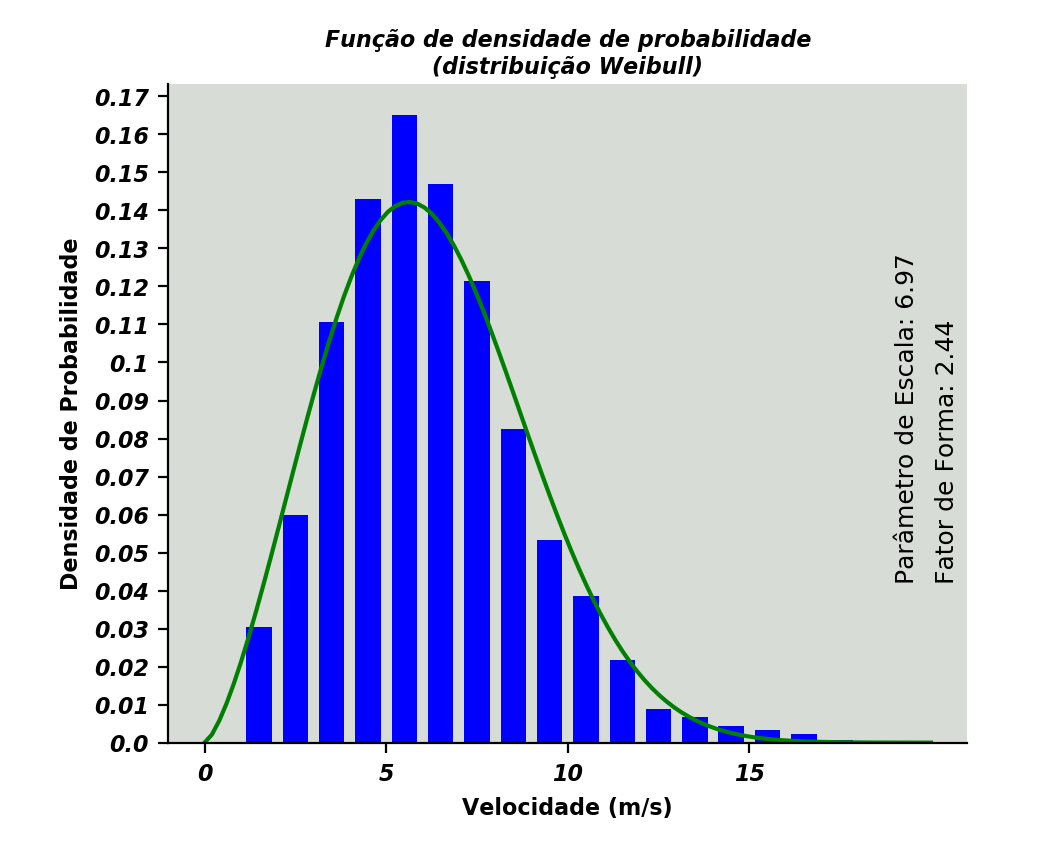 Função de densidade de probabilidade
(distribuição Weibull)
Densidade de Probabilidade
0.17
0.16
0.15
0.14
0.13
0.12
0.11
0.1
0.09
0.08
0.07
0.06
0.05
0.04
0.03
0.02
0.01
0.0
0 5 10 15
Velocidade (m/s)
Parâmetro de Escala: 6.97
Fator de Forma: 2.44